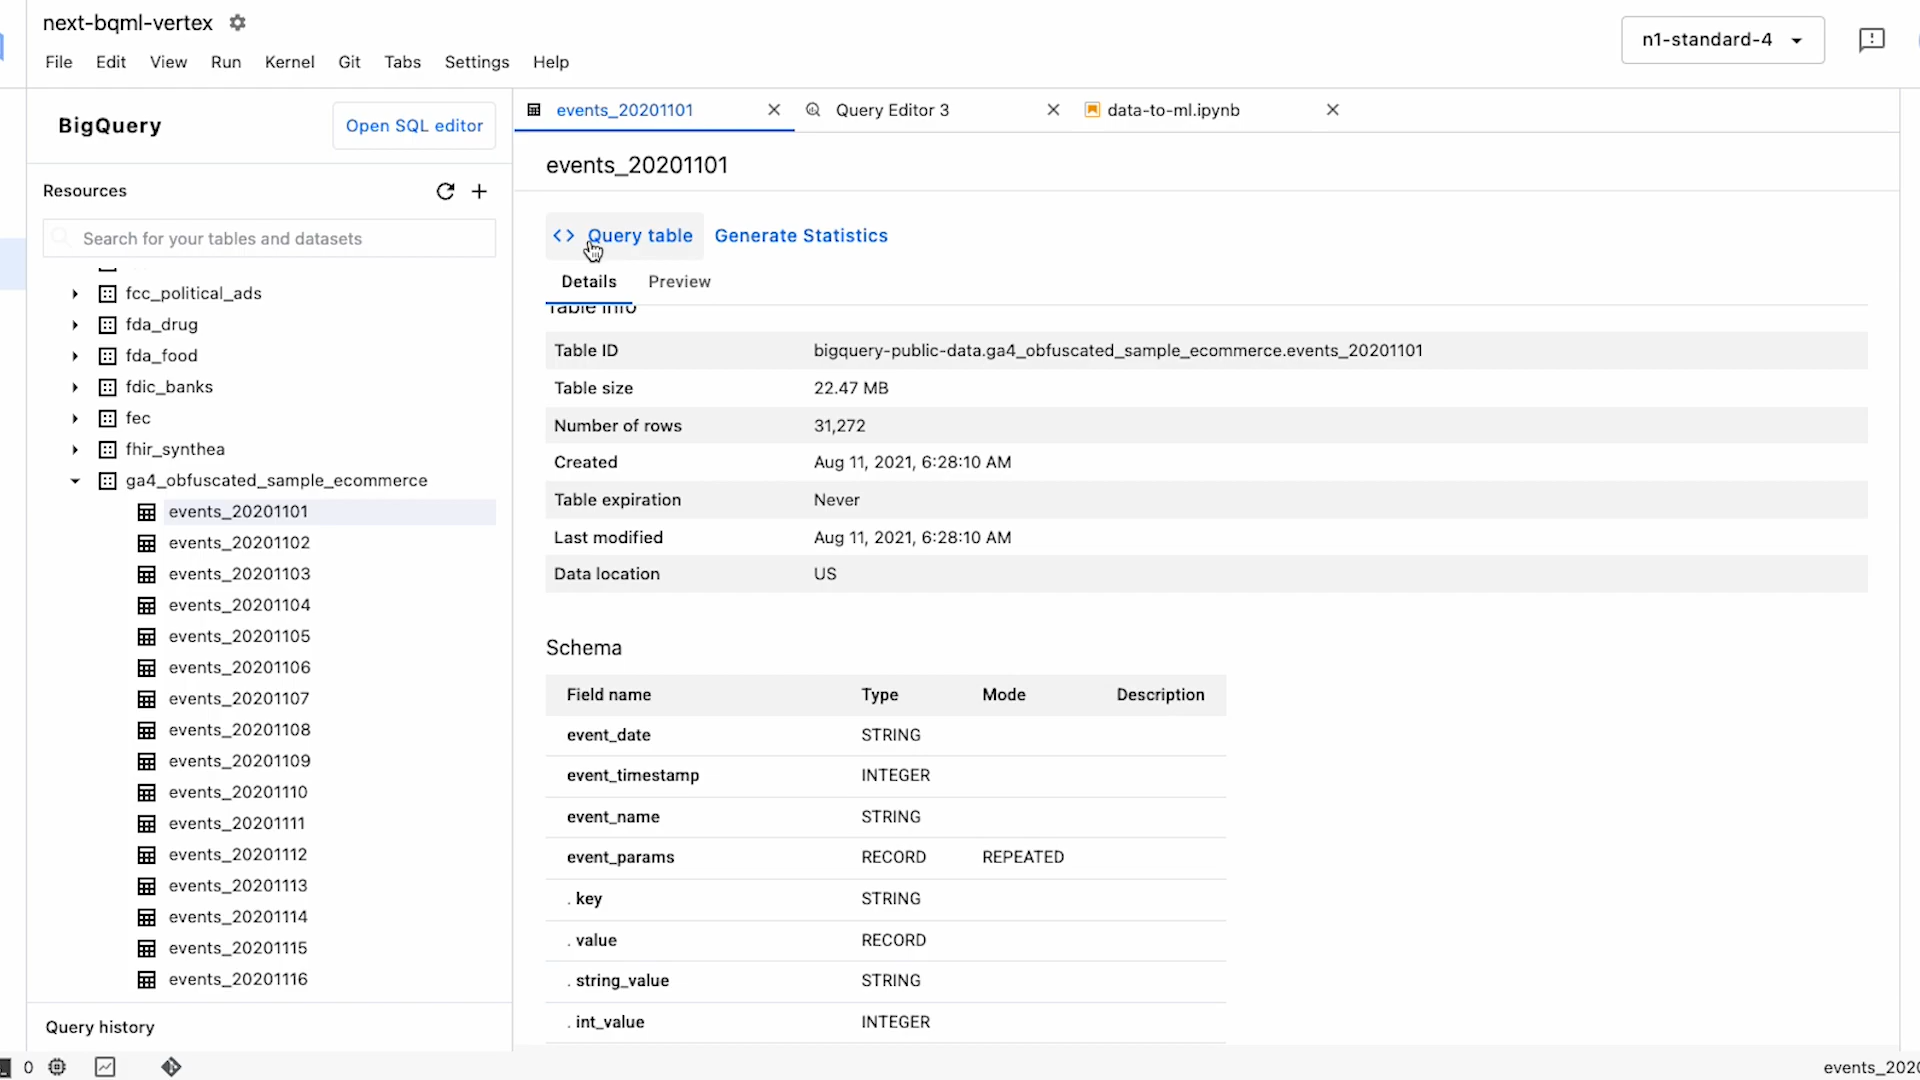 next-bqml-vertex
File Edit View Run Kernel Git Tabs Settings Help
n1-standard-4
BigQuery
Open SQL editor
Resources
Search for your tables and datasets
fcc_political_ads
fda_drug
fda_food
fdic_banks
fec
fhir_synthea
ga4_obfuscated_sample_ecommerce
events_20201101
events_20201102
events_20201103
events_20201104
events_20201105
events_20201106
events_20201107
events_20201108
events_20201109
events_20201110
events_20201111
events_20201112
events_20201113
events_20201114
events_20201115
events_20201116
Query history
events_20201101 Query Editor 3 data-to-ml.ipynb
events_20201101
<> Query table Generate Statistics
Details Preview
Table info
Table ID bigquery-public-data.ga4_obfuscated_sample_ecommerce.events_20201101
Table size 22.47 MB
Number of rows 31,272
Created Aug 11, 2021, 6:28:10 AM
Table expiration Never
Last modified Aug 11, 2021, 6:28:10 AM
Data location US
Schema
Field name Type Mode Description
event_date STRING
event_timestamp INTEGER
event_name STRING
event_params RECORD REPEATED
. key STRING
. value RECORD
. string_value STRING
. int_value INTEGER
0
events_202